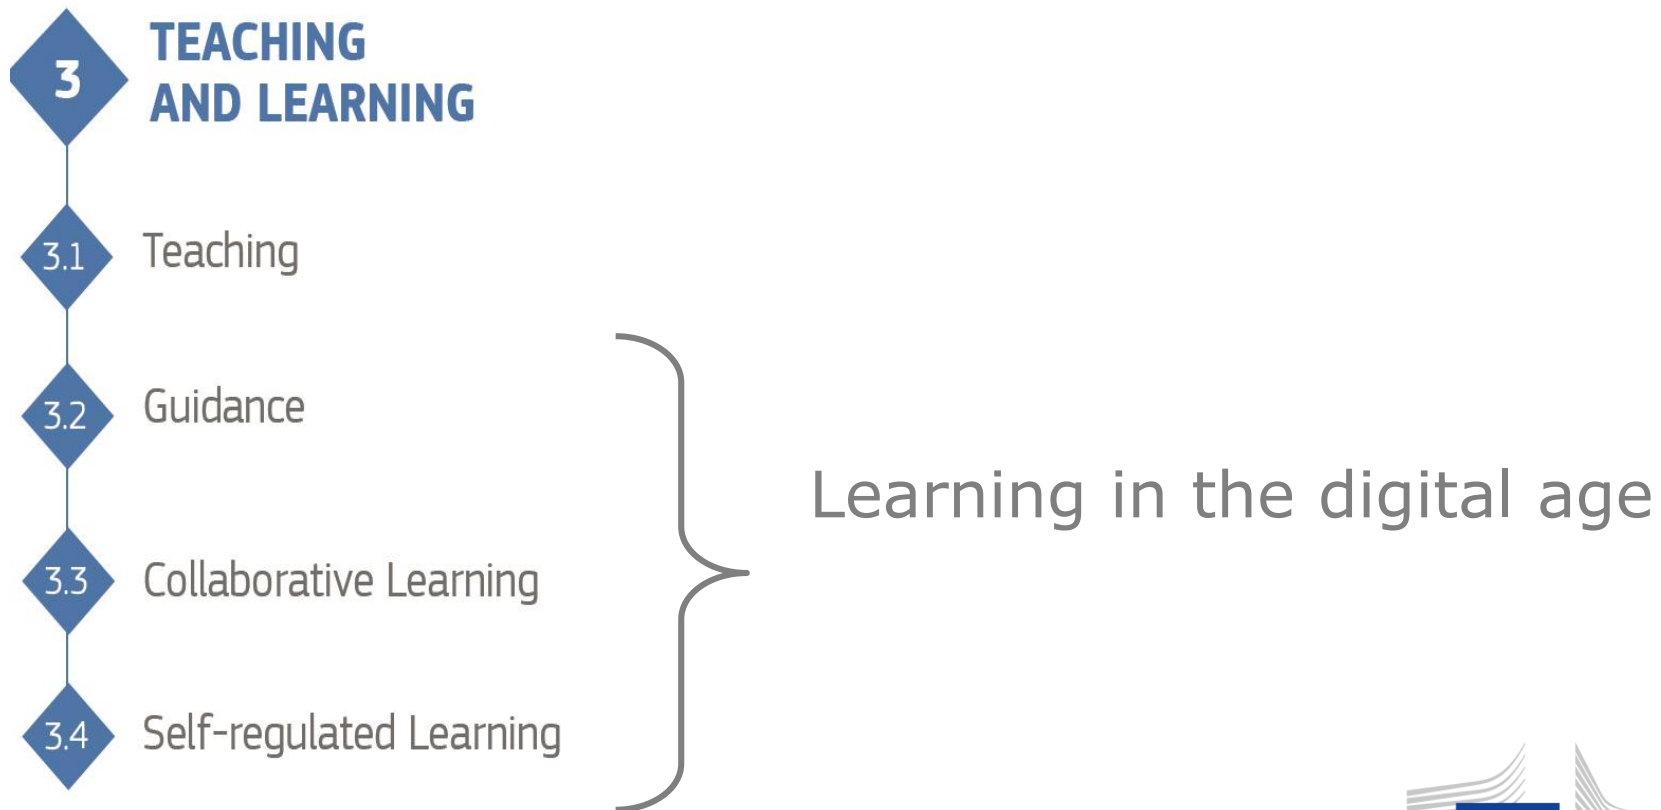 3
TEACHING
AND LEARNING
3.1
Teaching
3.2
Guidance
3.3
Collaborative Learning
3.4
Self-regulated Learning
Learning in the digital age